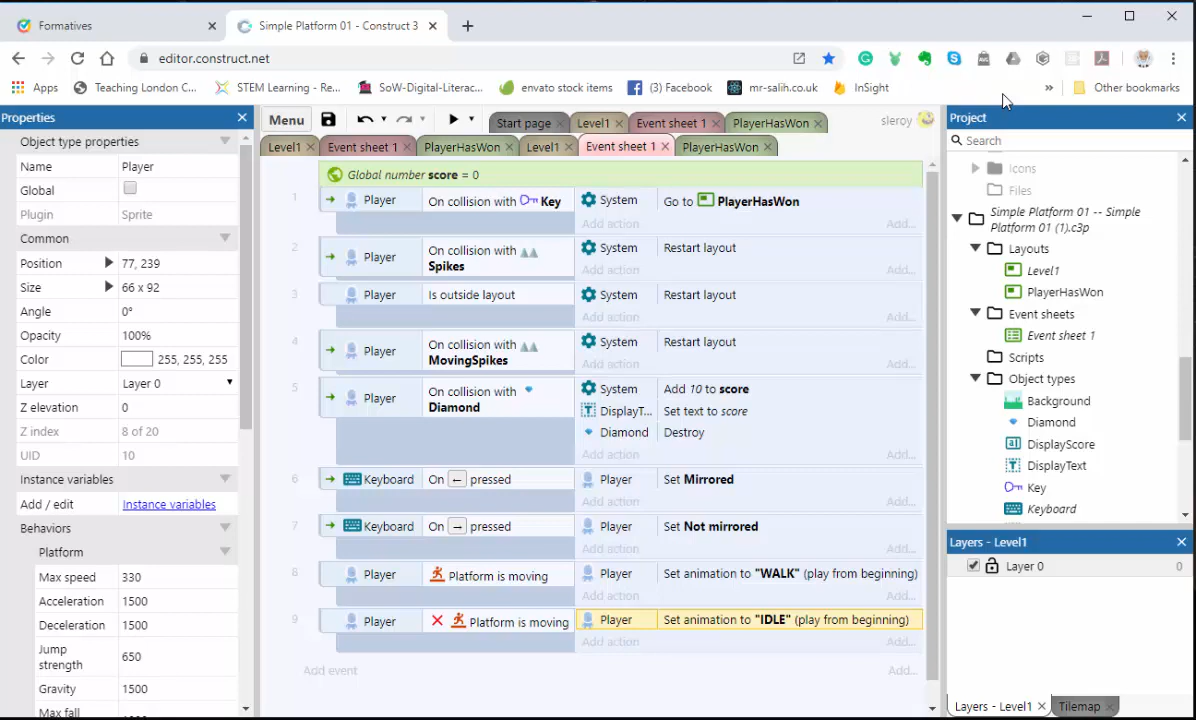 Formatives
Simple Platform 01 - Construct 3
editor.construct.net
Apps Teaching London C... STEM Learning - Re... SoW-Digital-Literac... envato stock items (3) Facebook mr-salih.co.uk InSight » Other bookmarks
Properties
Object type properties
Name Player
Global
Plugin Sprite
Common
Position 77, 239
Size 66 x 92
Angle 0°
Opacity 100%
Color 255, 255, 255
Layer Layer 0
Z elevation 0
Z index 8 of 20
UID 10
Instance variables
Add / edit Instance variables
Behaviors
Platform
Max speed 330
Acceleration 1500
Deceleration 1500
Jump strength 650
Gravity 1500
Max fall
Menu
Start page Level1 Event sheet 1 PlayerHasWon
sleroy
Level1 Event sheet 1 PlayerHasWon Level1 Event sheet 1 PlayerHasWon
Global number score = 0
1 Player On collision with Key System Go to PlayerHasWon
Add action Add...
2 Player On collision with Spikes System Restart layout
Add action Add...
3 Player Is outside layout System Restart layout
Add action Add...
4 Player On collision with MovingSpikes System Restart layout
Add action Add...
5 Player On collision with Diamond System Add 10 to score
DisplayT... Set text to score
Diamond Destroy
Add action Add...
6 Keyboard On ← pressed Player Set Mirrored
Add action Add...
7 Keyboard On → pressed Player Set Not mirrored
Add action Add...
8 Player Platform is moving Player Set animation to "WALK" (play from beginning)
Add action Add...
9 Player Platform is moving Player Set animation to "IDLE" (play from beginning)
Add action Add...
Add event Add...
Project
Search
Icons
Files
Simple Platform 01 -- Simple
Platform 01 (1).c3p
Layouts
Level1
PlayerHasWon
Event sheets
Event sheet 1
Scripts
Object types
Background
Diamond
DisplayScore
DisplayText
Key
Keyboard
Layers - Level1
Layer 0 0
Layers - Level1 Tilemap